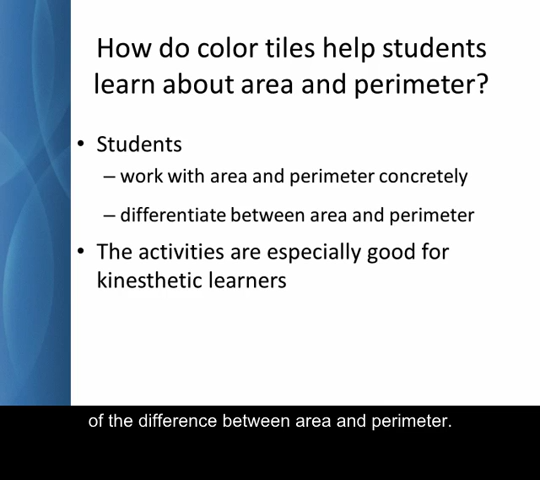 How do color tiles help students
learn about area and perimeter?
• Students
– work with area and perimeter concretely
– differentiate between area and perimeter
• The activities are especially good for
kinesthetic learners
of the difference between area and perimeter.